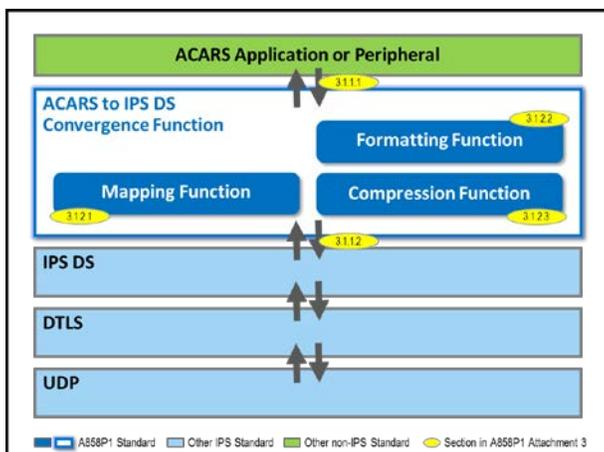 ACARS Application or Peripheral
3.1.1.1
ACARS to IPS DS
Convergence Function
3.1.2.2
Formatting Function
Mapping Function
Compression Function
3.1.2.1
3.1.2.3
3.1.1.2
IPS DS
DTLS
UDP
A858P1 Standard Other IPS Standard Other non-IPS Standard Section in A858P1 Attachment 3